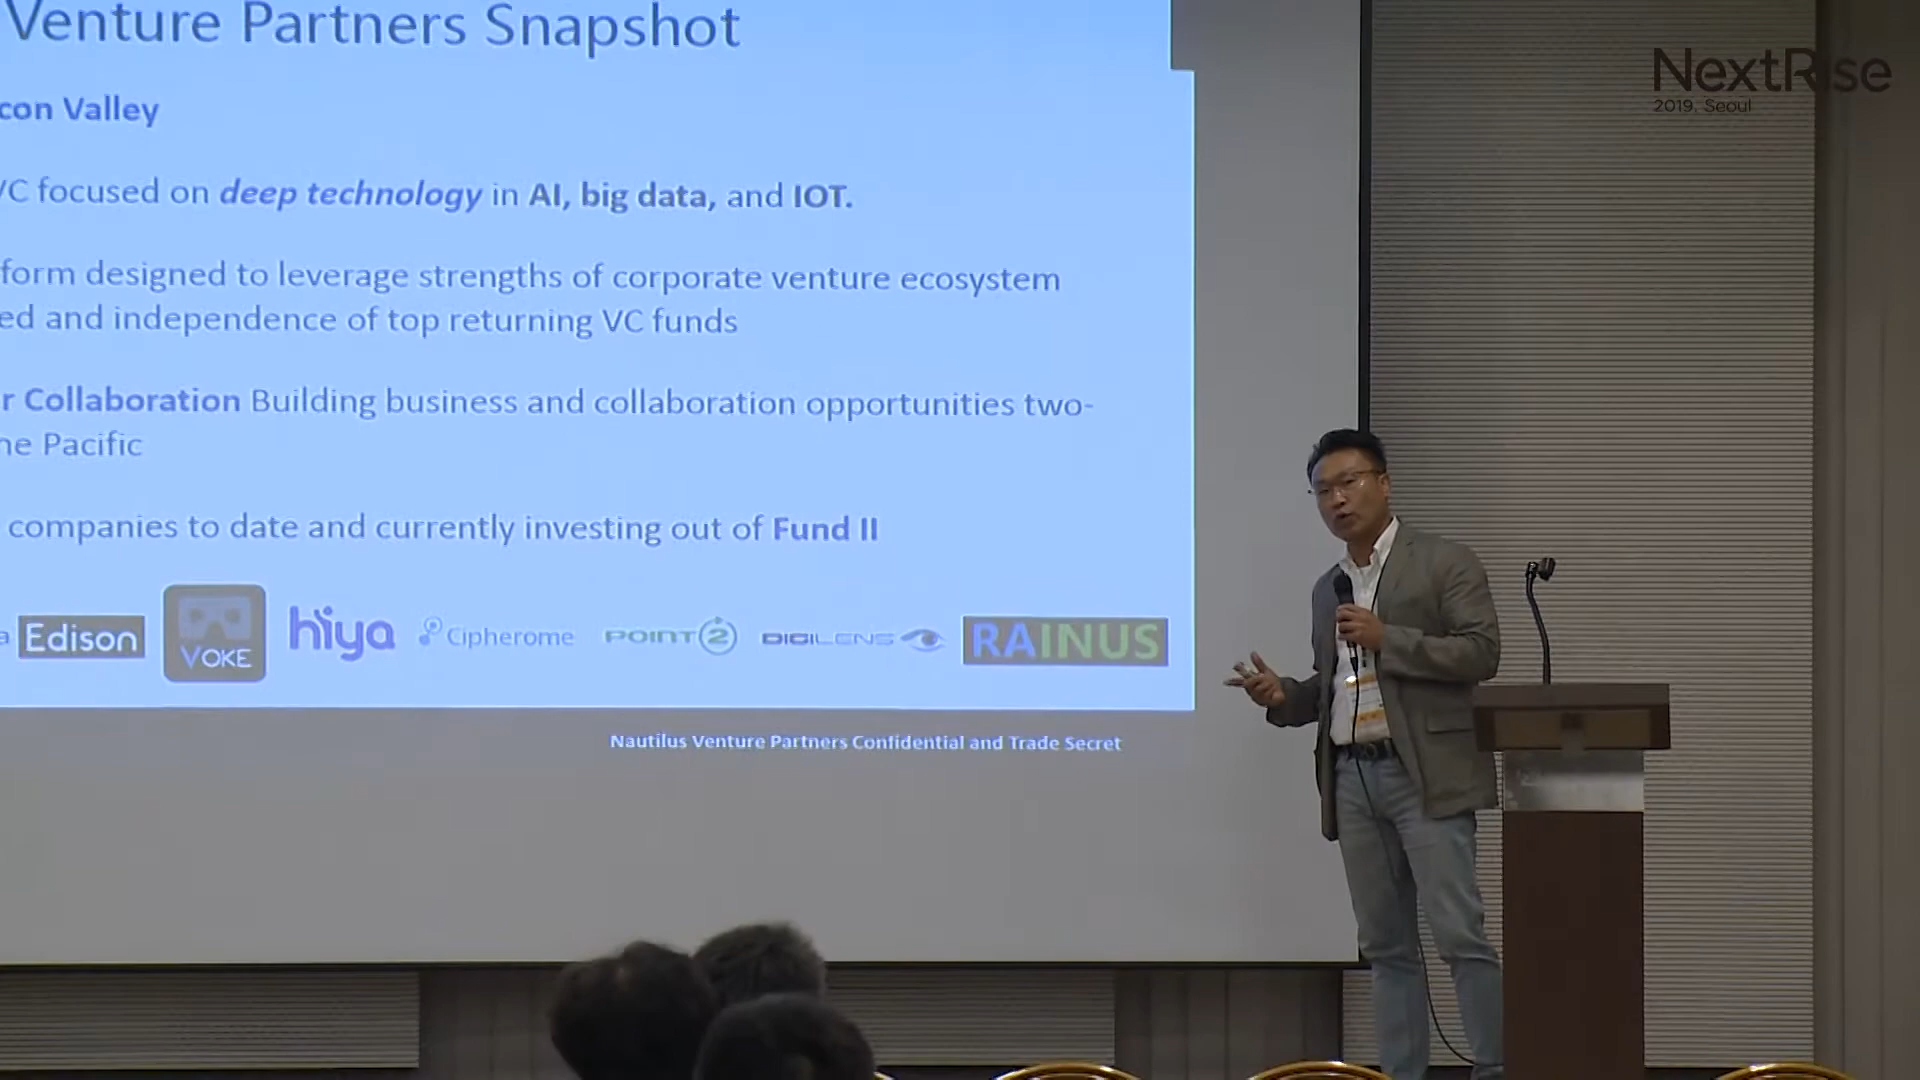 Venture Partners Snapshot
NextRise
2019, Seoul
con Valley
VC focused on deep technology in AI, big data, and IOT.
form designed to leverage strengths of corporate venture ecosystem
ed and independence of top returning VC funds
r Collaboration Building business and collaboration opportunities two-
he Pacific
companies to date and currently investing out of Fund II
a Edison VOKE hiya Cipherome POINT2 DIGILENS RAINUS
Nautilus Venture Partners Confidential and Trade Secret